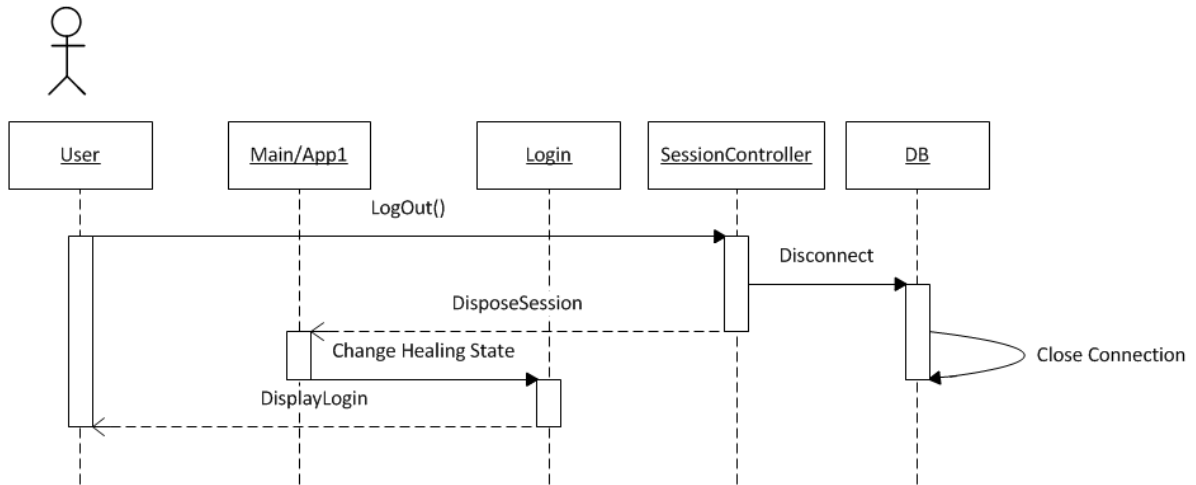 User
Main/App1
Login
SessionController
DB
LogOut()
Disconnect
DisposeSession
Change Healing State
Close Connection
DisplayLogin